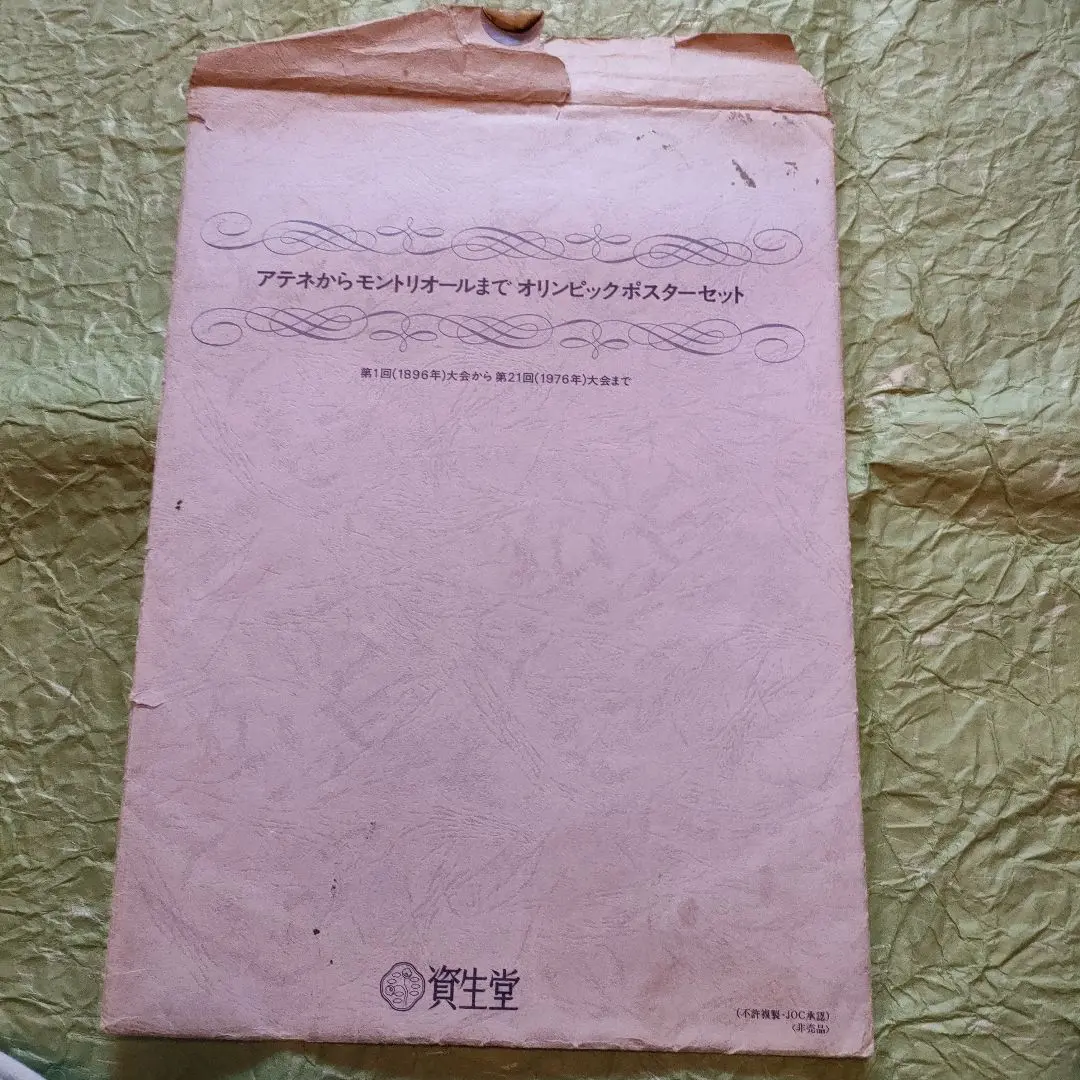 アテネからモントリオールまで オリンピックポスターセット
第1回(1896年)大会から 第21回(1976年)大会まで
資生堂
(不許複製・JOC承認)
〈非売品〉